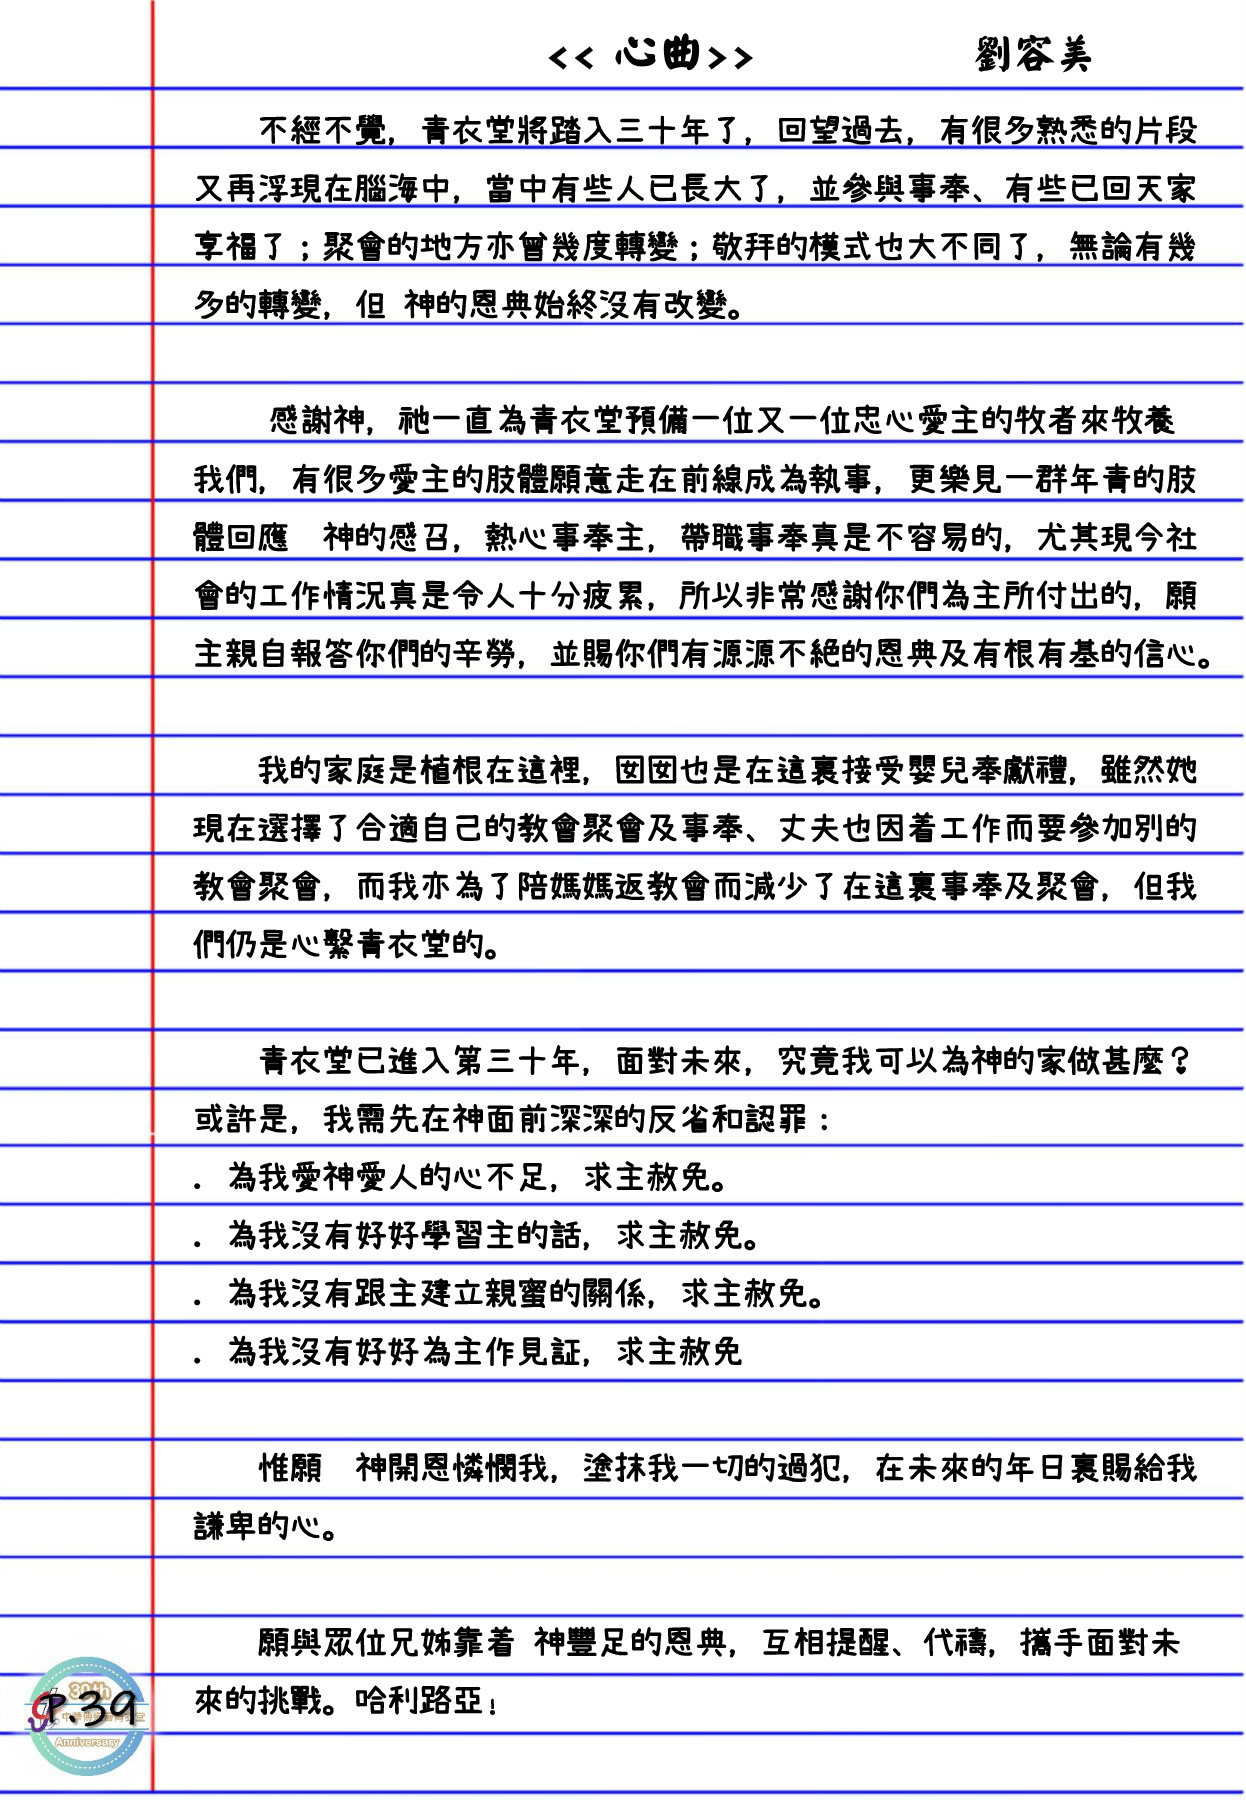 << 心曲>> 劉容美
不經不覺，青衣堂將踏入三十年了，回望過去，有很多熟悉的片段
又再浮現在腦海中，當中有些人已長大了，並參與事奉、有些已回天家
享福了；聚會的地方亦曾幾度轉變；敬拜的模式也大不同了，無論有幾
多的轉變，但 神的恩典始終沒有改變。
感謝神，祂一直為青衣堂預備一位又一位忠心愛主的牧者來牧養
我們，有很多愛主的肢體願意走在前線成為執事，更樂見一群年青的肢
體回應　神的感召，熱心事奉主，帶職事奉真是不容易的，尤其現今社
會的工作情況真是令人十分疲累，所以非常感謝你們為主所付出的，願
主親自報答你們的辛勞，並賜你們有源源不絕的恩典及有根有基的信心。
我的家庭是植根在這裡，囡囡也是在這裏接受嬰兒奉獻禮，雖然她
現在選擇了合適自己的教會聚會及事奉、丈夫也因着工作而要參加別的
教會聚會，而我亦為了陪媽媽返教會而減少了在這裏事奉及聚會，但我
們仍是心繫青衣堂的。
青衣堂已進入第三十年，面對未來，究竟我可以為神的家做甚麼？
或許是，我需先在神面前深深的反省和認罪：
. 為我愛神愛人的心不足，求主赦免。
. 為我沒有好好學習主的話，求主赦免。
. 為我沒有跟主建立親蜜的關係，求主赦免。
. 為我沒有好好為主作見証，求主赦免
惟願　神開恩憐憫我，塗抹我一切的過犯，在未來的年日裏賜給我
謙卑的心。
願與眾位兄姊靠着 神豐足的恩典，互相提醒、代禱，攜手面對未
來的挑戰。哈利路亞！
30th
P.39
Anniversary